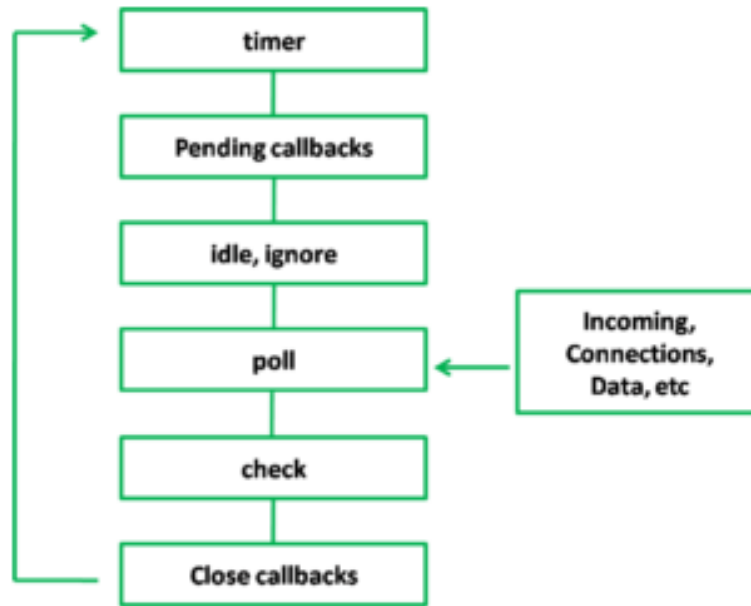 timer
Pending callbacks
idle, ignore
poll
Incoming,
Connections,
Data, etc
check
Close callbacks